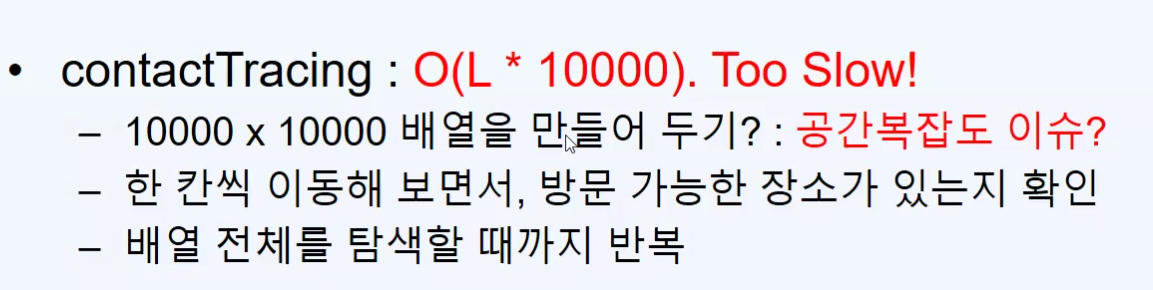 • contactTracing : O(L * 10000). Too Slow!
– 10000 x 10000 배열을 만들어 두기? : 공간복잡도 이슈?
– 한 칸씩 이동해 보면서, 방문 가능한 장소가 있는지 확인
– 배열 전체를 탐색할 때까지 반복